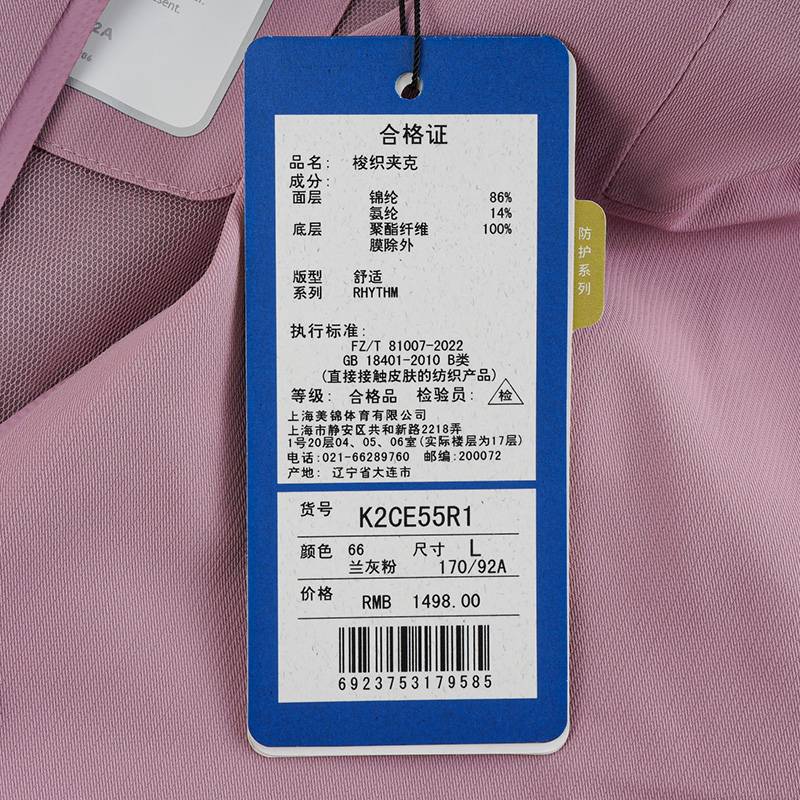 esent.
2A
合格证
品名: 梭织夹克
成分:
面层 锦纶 86%
氨纶 14%
底层 聚酯纤维 100%
膜除外
版型 舒适
系列 RHYTHM
执行标准:
FZ/T 81007-2022
GB 18401-2010 B类
(直接接触皮肤的纺织产品)
等级: 合格品 检验员: 检
上海美锦体育有限公司
上海市静安区共和新路2218弄
1号20层04、05、06室(实际楼层为17层)
电话:021-66289760 邮编:200072
产地: 辽宁省大连市
货号 K2CE55R1
颜色 66 尺寸 L
兰灰粉 170/92A
价格 RMB 1498.00
6923753179585
防护系列